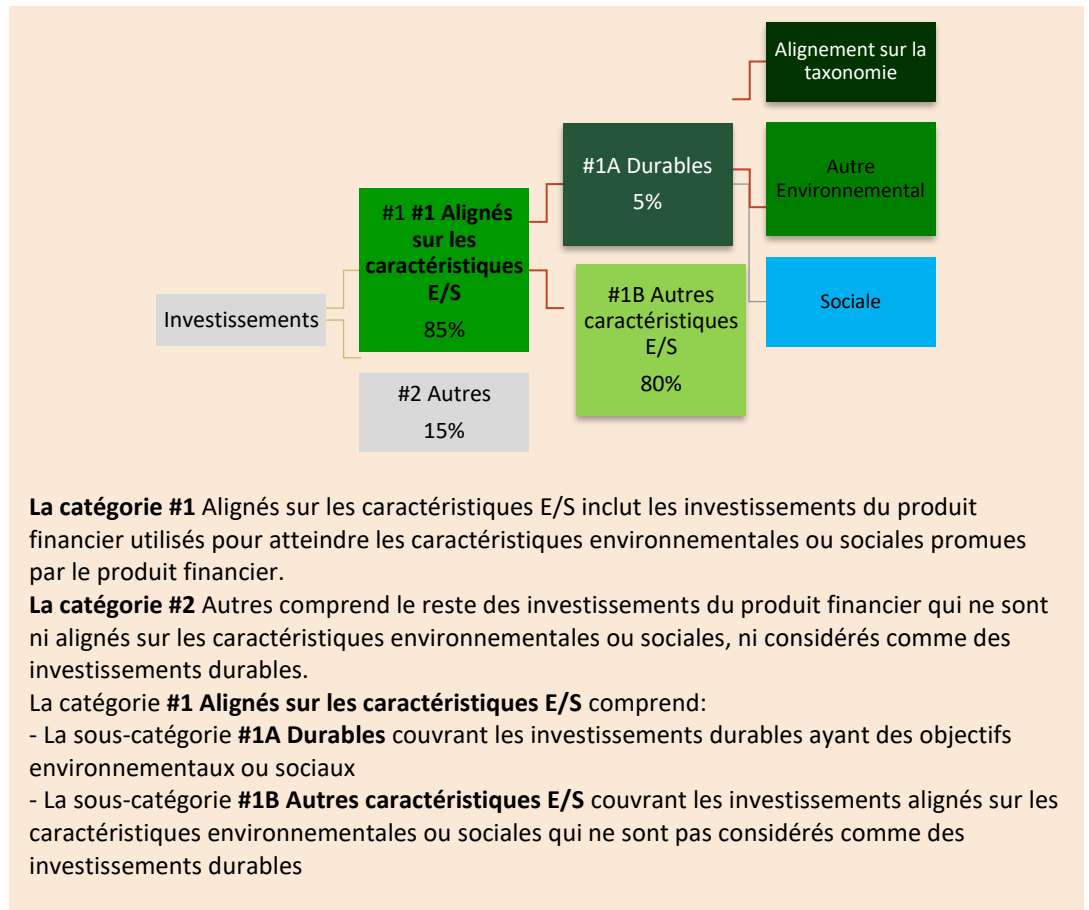 Alignement sur la
taxonomie
#1A Durables
5%
Autre
Environnemental
#1 #1 Alignés
sur les
caractéristiques
E/S
85%
#1B Autres
caractéristiques
E/S
80%
Sociale
Investissements
#2 Autres
15%
La catégorie #1 Alignés sur les caractéristiques E/S inclut les investissements du produit
financier utilisés pour atteindre les caractéristiques environnementales ou sociales promues
par le produit financier.
La catégorie #2 Autres comprend le reste des investissements du produit financier qui ne sont
ni alignés sur les caractéristiques environnementales ou sociales, ni considérés comme des
investissements durables.
La catégorie #1 Alignés sur les caractéristiques E/S comprend:
- La sous-catégorie #1A Durables couvrant les investissements durables ayant des objectifs
environnementaux ou sociaux
- La sous-catégorie #1B Autres caractéristiques E/S couvrant les investissements alignés sur les
caractéristiques environnementales ou sociales qui ne sont pas considérés comme des
investissements durables